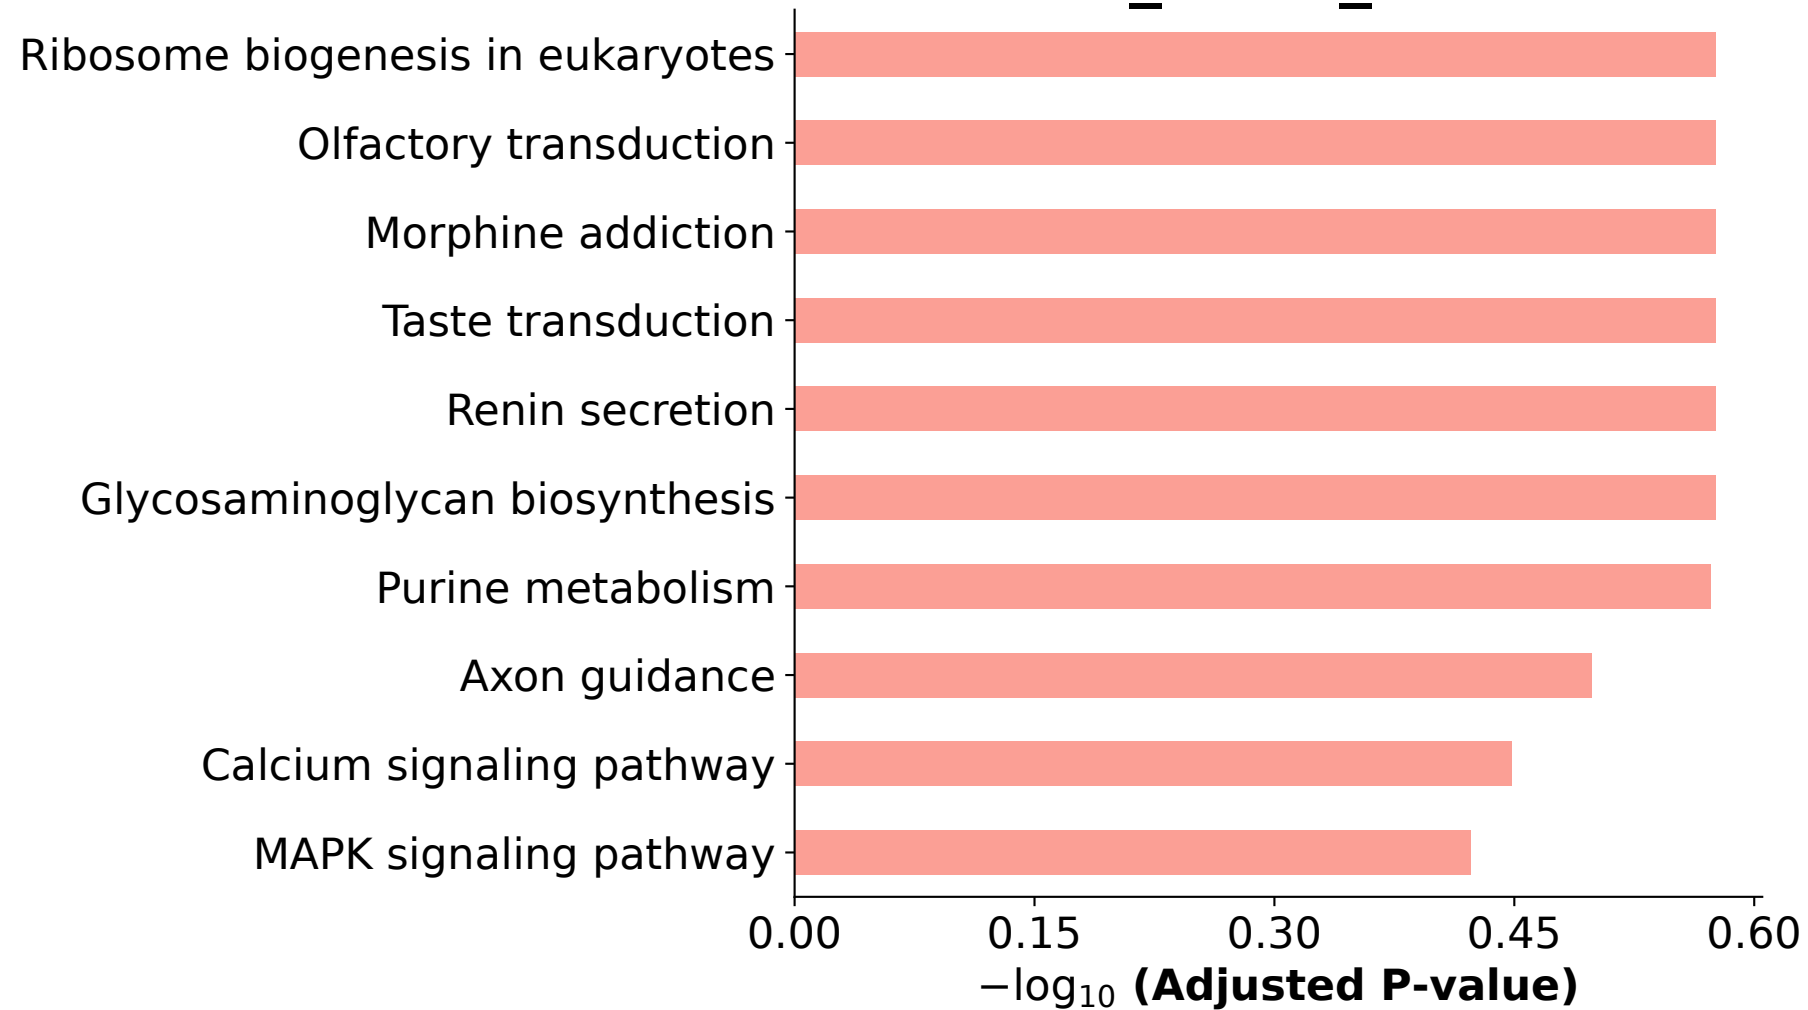 Ribosome biogenesis in eukaryotes
Olfactory transduction
Morphine addiction
Taste transduction
Renin secretion
Glycosaminoglycan biosynthesis
Purine metabolism
Axon guidance
Calcium signaling pathway
MAPK signaling pathway
0.00 0.15 0.30 0.45 0.60
−log₁₀ (Adjusted P-value)